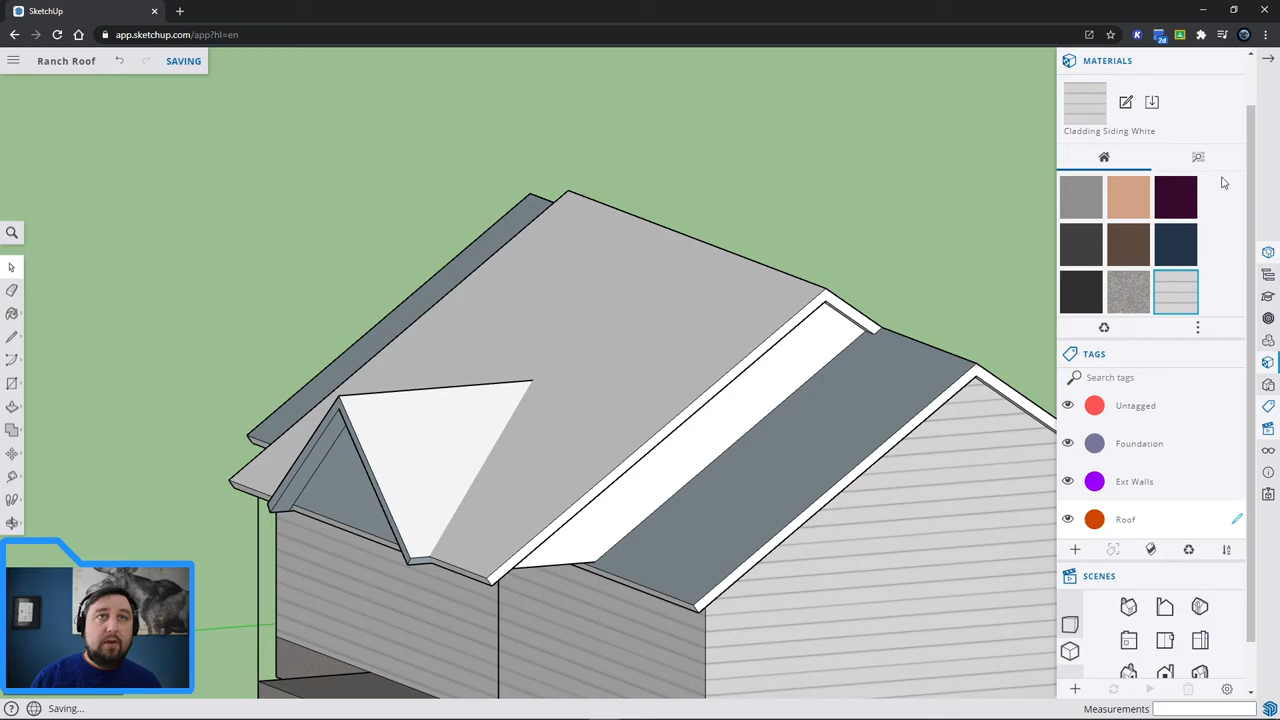 SketchUp
app.sketchup.com/app?hl=en
2d
Ranch Roof
SAVING
MATERIALS
Cladding Siding White
TAGS
Search tags
Untagged
Foundation
Ext Walls
Roof
SCENES
Saving...
Measurements